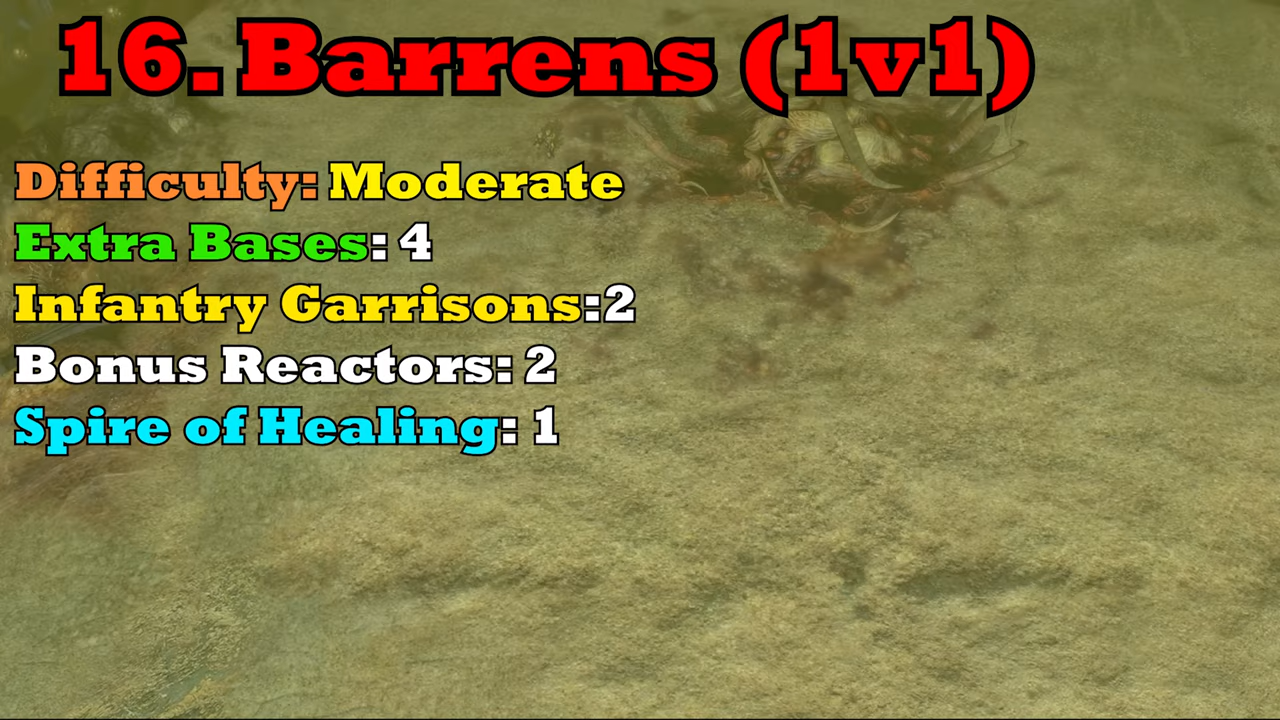 16. Barrens (1v1)
Difficulty: Moderate
Extra Bases: 4
Infantry Garrisons:2
Bonus Reactors: 2
Spire of Healing: 1